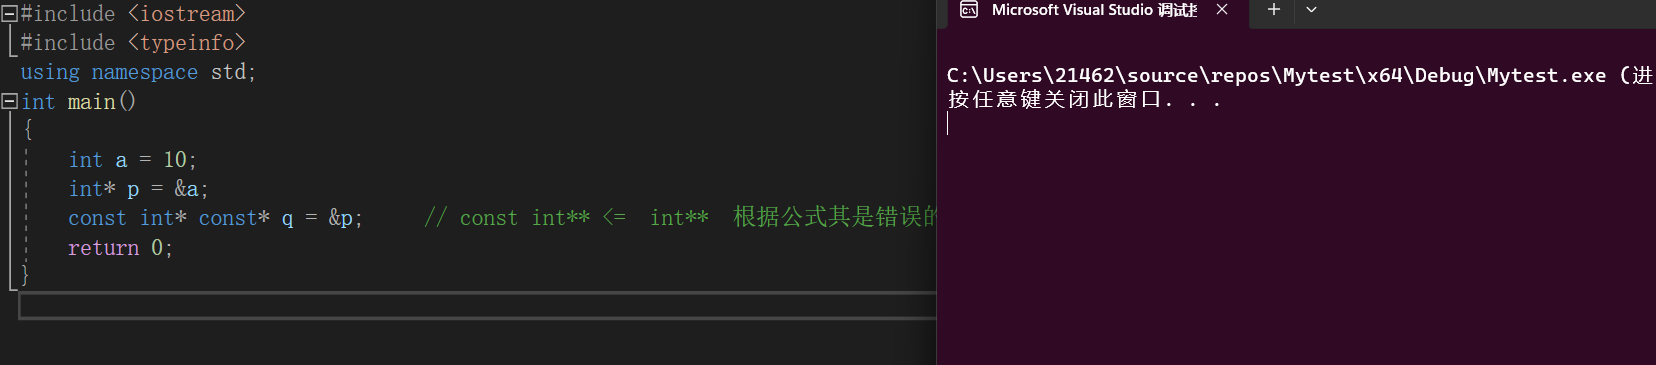 #include <iostream>
#include <typeinfo>
using namespace std;
int main()
{
int a = 10;
int* p = &a;
const int* const* q = &p;     // const int** <=  int**  根据公式其是错误的
return 0;
}
Microsoft Visual Studio 调试
C:\Users\21462\source\repos\Mytest\x64\Debug\Mytest.exe (进
按任意键关闭此窗口. . .